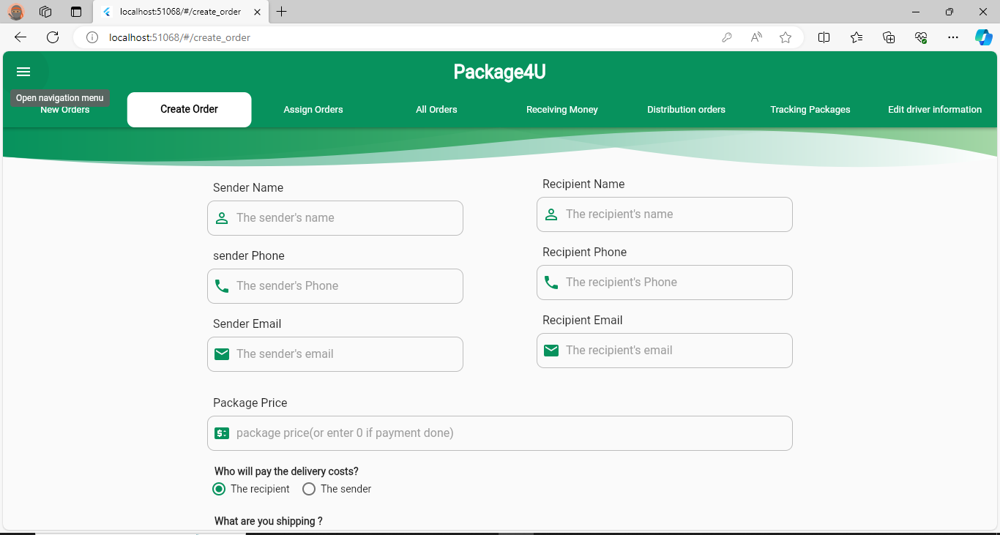 localhost:51068/#/create_order
localhost:51068/#/create_order
Package4U
Open navigation menu
New Orders
Create Order
Assign Orders
All Orders
Receiving Money
Distribution orders
Tracking Packages
Edit driver information
Sender Name
The sender's name
Recipient Name
The recipient's name
sender Phone
The sender's Phone
Recipient Phone
The recipient's Phone
Sender Email
The sender's email
Recipient Email
The recipient's email
Package Price
package price(or enter 0 if payment done)
Who will pay the delivery costs?
The recipient
The sender
What are you shipping ?